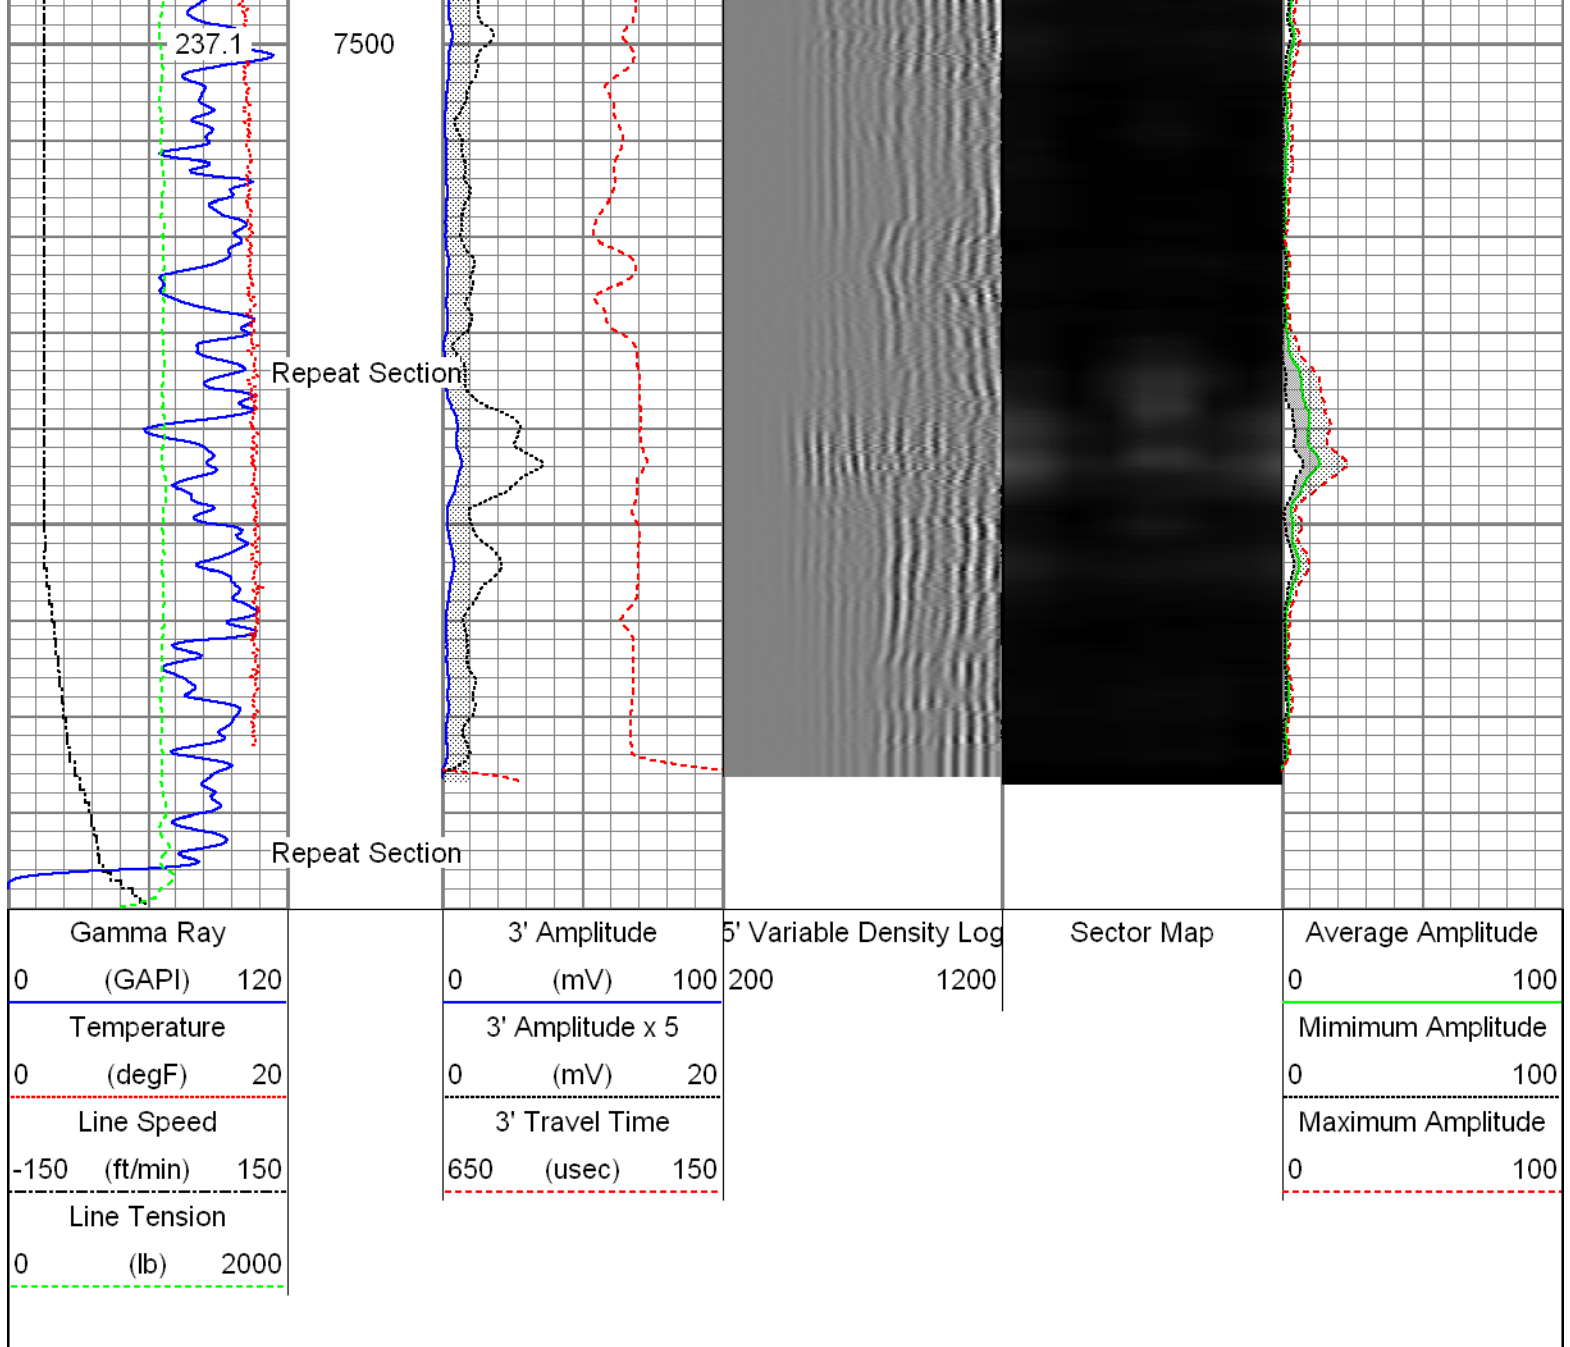 237.1 7500
Repeat Section
Repeat Section
Gamma Ray
0 (GAPI) 120
Temperature
0 (degF) 20
Line Speed
-150 (ft/min) 150
Line Tension
0 (lb) 2000
3' Amplitude
0 (mV) 100
3' Amplitude x 5
0 (mV) 20
3' Travel Time
650 (usec) 150
5' Variable Density Log
200 1200
Sector Map
Average Amplitude
0 100
Mimimum Amplitude
0 100
Maximum Amplitude
0 100